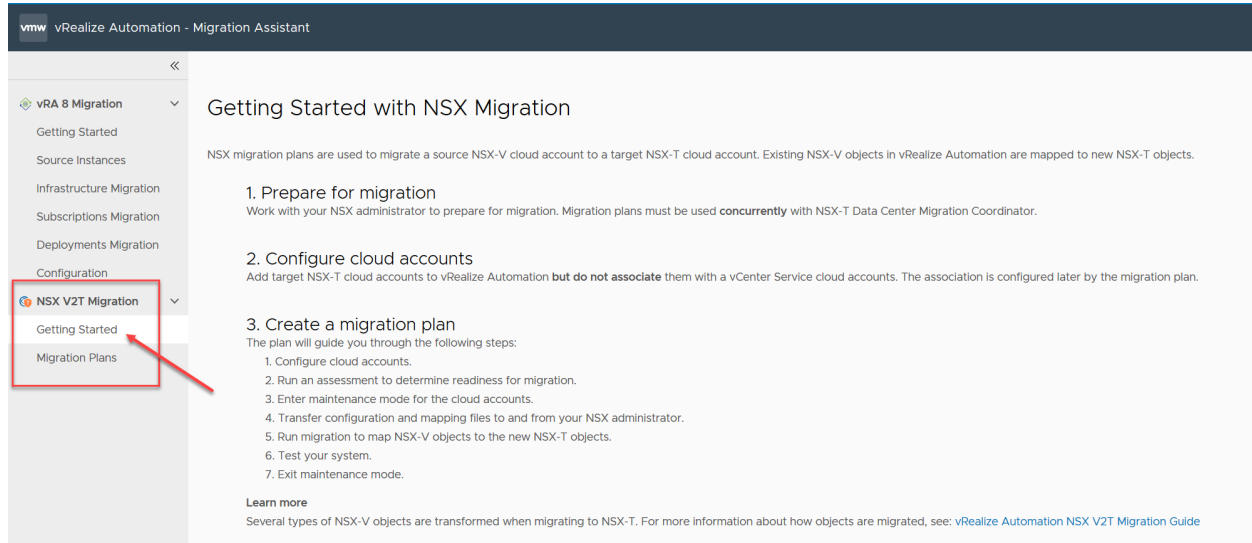 vmw vRealize Automation - Migration Assistant
vRA 8 Migration
Getting Started
Source Instances
Infrastructure Migration
Subscriptions Migration
Deployments Migration
Configuration
NSX V2T Migration
Getting Started
Migration Plans
Getting Started with NSX Migration
NSX migration plans are used to migrate a source NSX-V cloud account to a target NSX-T cloud account. Existing NSX-V objects in vRealize Automation are mapped to new NSX-T objects.
1. Prepare for migration
Work with your NSX administrator to prepare for migration. Migration plans must be used concurrently with NSX-T Data Center Migration Coordinator.
2. Configure cloud accounts
Add target NSX-T cloud accounts to vRealize Automation but do not associate them with a vCenter Service cloud accounts. The association is configured later by the migration plan.
3. Create a migration plan
The plan will guide you through the following steps:
1. Configure cloud accounts.
2. Run an assessment to determine readiness for migration.
3. Enter maintenance mode for the cloud accounts.
4. Transfer configuration and mapping files to and from your NSX administrator.
5. Run migration to map NSX-V objects to the new NSX-T objects.
6. Test your system.
7. Exit maintenance mode.
Learn more
Several types of NSX-V objects are transformed when migrating to NSX-T. For more information about how objects are migrated, see: vRealize Automation NSX V2T Migration Guide